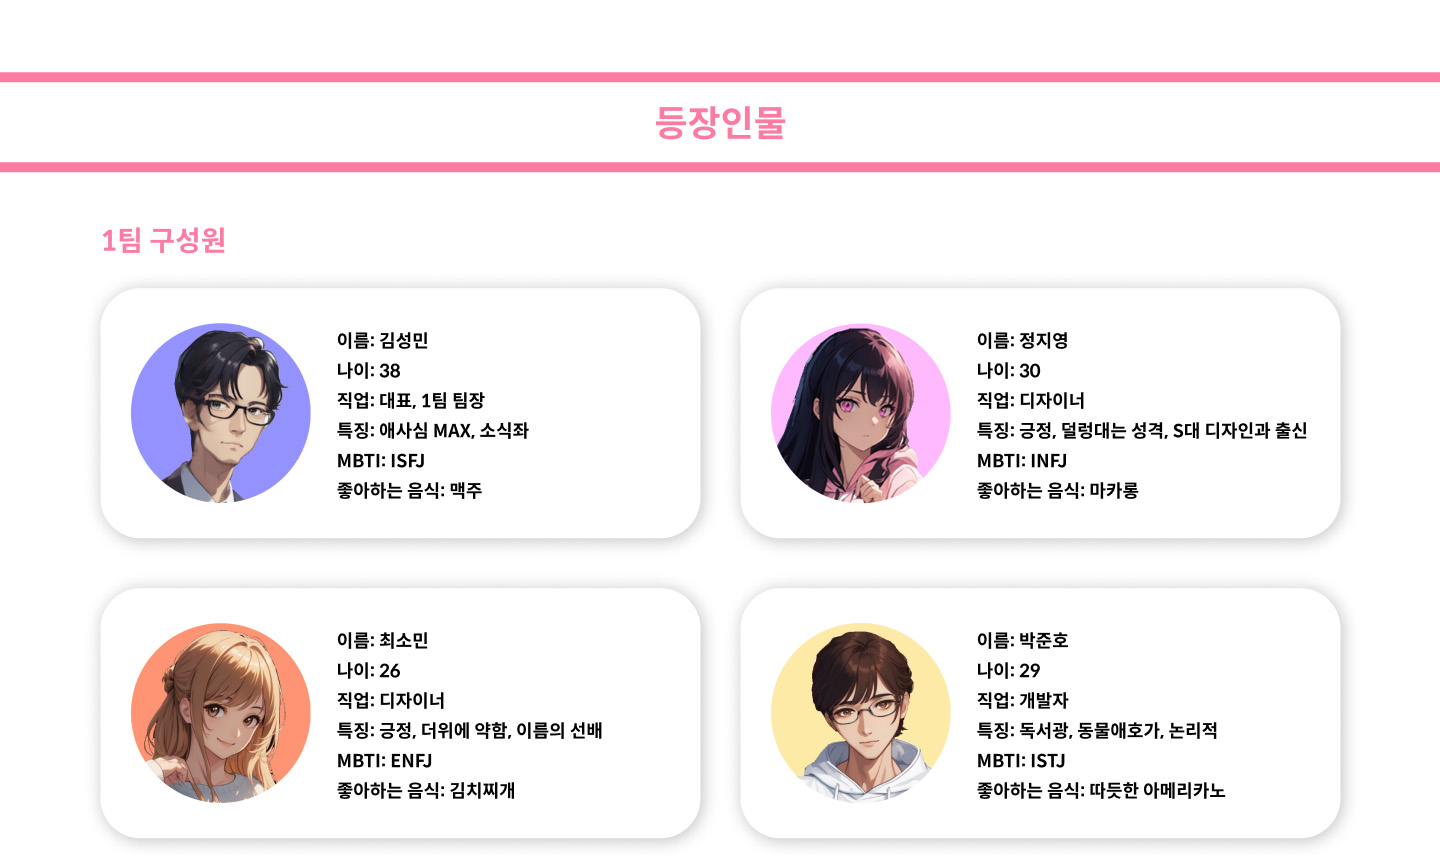 등장인물
1팀 구성원
이름: 김성민
나이: 38
직업: 대표, 1팀 팀장
특징: 애사심 MAX, 소식좌
MBTI: ISFJ
좋아하는 음식: 맥주
이름: 정지영
나이: 30
직업: 디자이너
특징: 긍정, 덜렁대는 성격, S대 디자인과 출신
MBTI: INFJ
좋아하는 음식: 마카롱
이름: 최소민
나이: 26
직업: 디자이너
특징: 긍정, 더위에 약함, 이름의 선배
MBTI: ENFJ
좋아하는 음식: 김치찌개
이름: 박준호
나이: 29
직업: 개발자
특징: 독서광, 동물애호가, 논리적
MBTI: ISTJ
좋아하는 음식: 따듯한 아메리카노